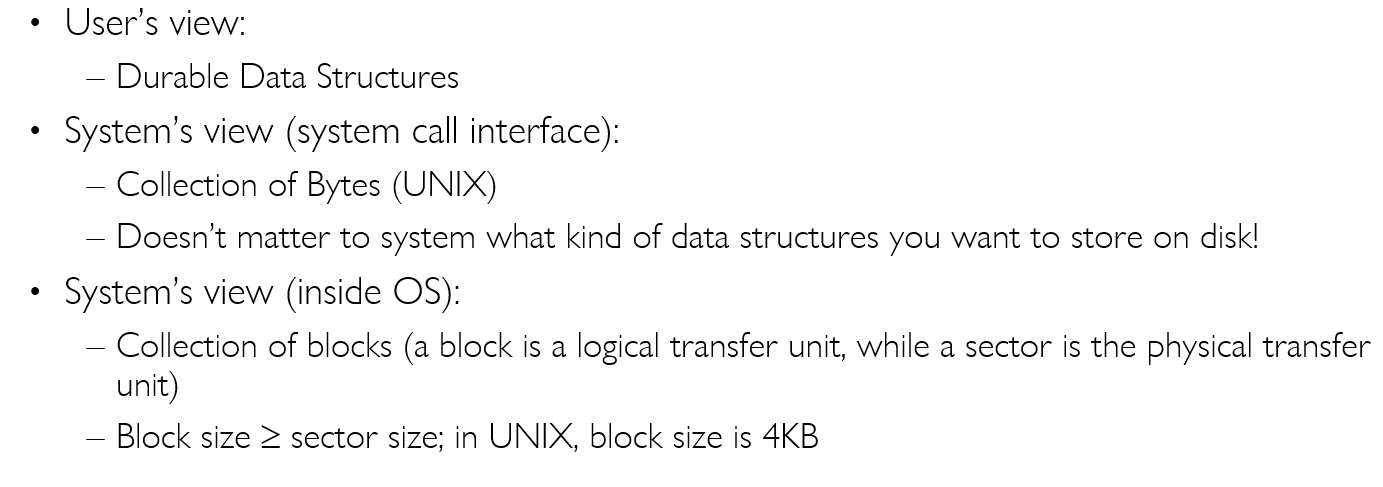 • User’s view:
– Durable Data Structures
• System’s view (system call interface):
– Collection of Bytes (UNIX)
– Doesn’t matter to system what kind of data structures you want to store on disk!
• System’s view (inside OS):
– Collection of blocks (a block is a logical transfer unit, while a sector is the physical transfer
unit)
– Block size ≥ sector size; in UNIX, block size is 4KB